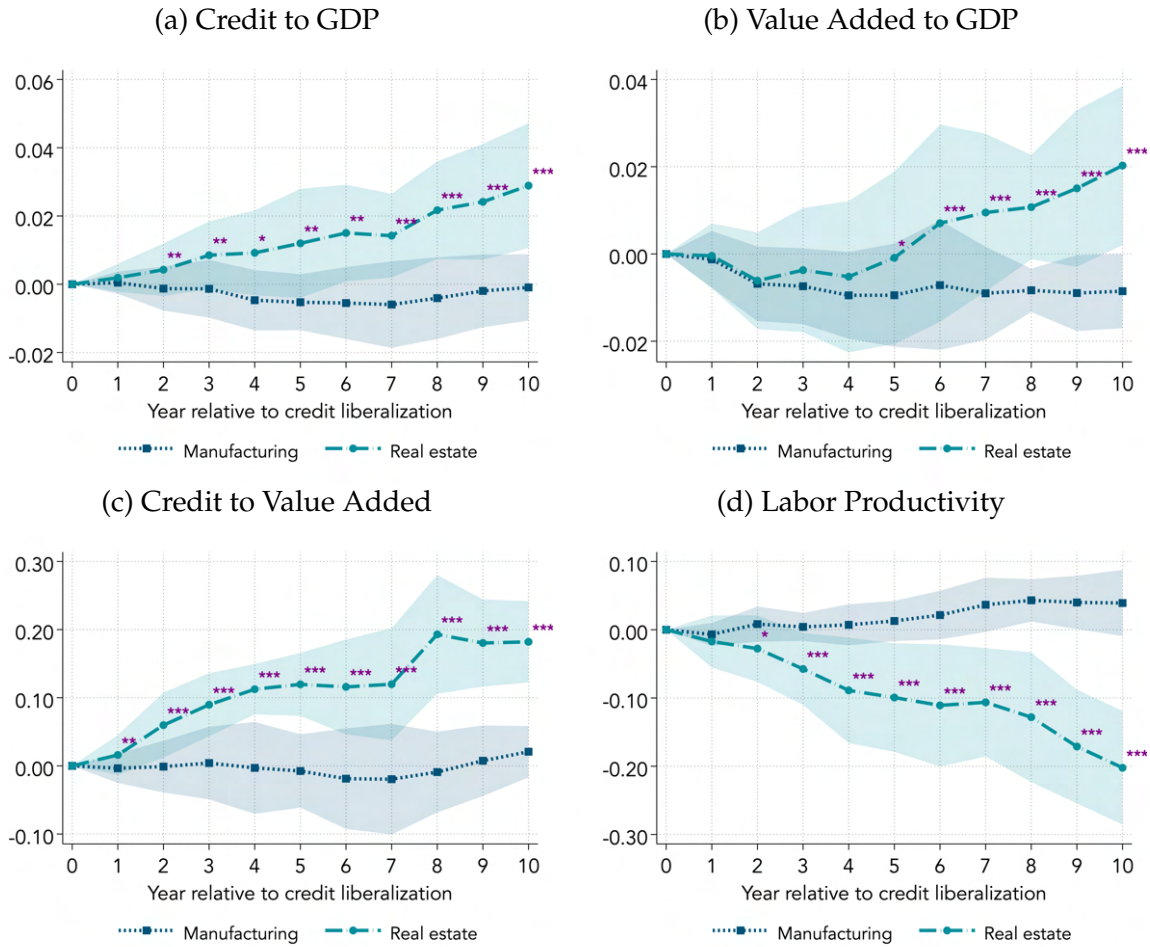 (a) Credit to GDP
0.06
0.04
0.02
0.00
-0.02
** ** * ** ** *** *** *** ***
0 1 2 3 4 5 6 7 8 9 10
Year relative to credit liberalization
Manufacturing Real estate
(b) Value Added to GDP
0.04
0.02
0.00
-0.02
* *** *** *** *** ***
0 1 2 3 4 5 6 7 8 9 10
Year relative to credit liberalization
Manufacturing Real estate
(c) Credit to Value Added
0.30
0.20
0.10
0.00
-0.10
** *** *** *** *** *** *** *** *** ***
0 1 2 3 4 5 6 7 8 9 10
Year relative to credit liberalization
Manufacturing Real estate
(d) Labor Productivity
0.10
0.00
-0.10
-0.20
-0.30
* *** *** *** *** *** *** *** ***
0 1 2 3 4 5 6 7 8 9 10
Year relative to credit liberalization
Manufacturing Real estate